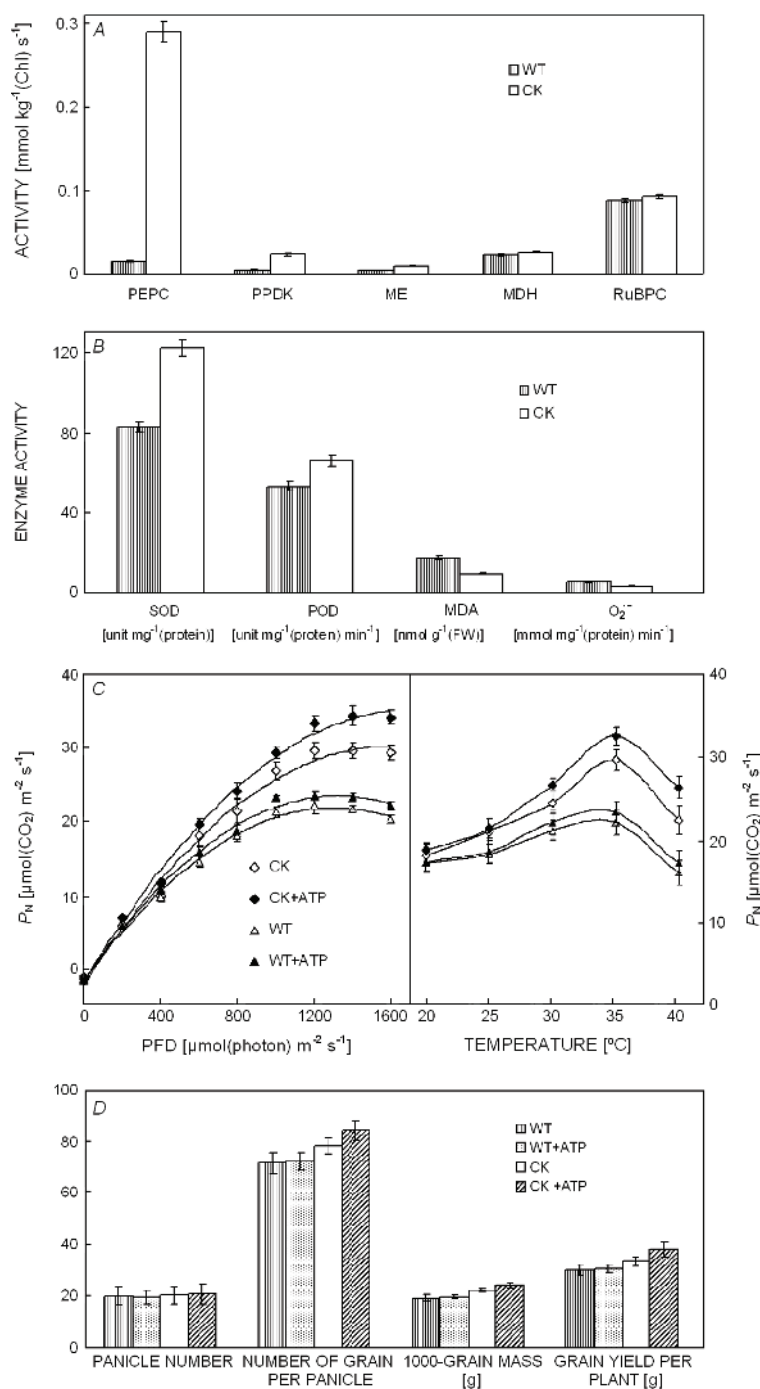 A
ACTIVITY [mmol kg⁻¹(Chl) s⁻¹]
0.3
0.2
0.1
0
WT
CK
PEPC PPDK ME MDH RuBPC
B
ENZYME ACTIVITY
120
80
40
0
WT
CK
SOD POD MDA O₂⁻
[unit mg⁻¹(protein)] [unit mg⁻¹(protein) min⁻¹] [nmol g⁻¹(FW)] [mmol mg⁻¹(protein) min⁻¹]
C
P_N [µmol(CO₂) m⁻² s⁻¹]
40
30
20
10
0
CK
CK+ATP
WT
WT+ATP
0 400 800 1200 1600
PFD [µmol(photon) m⁻² s⁻¹]
40
30
20
10
0
P_N [µmol(CO₂) m⁻² s⁻¹]
20 25 30 35 40
TEMPERATURE [ºC]
D
100
80
60
40
20
0
WT
WT+ATP
CK
CK +ATP
PANICLE NUMBER NUMBER OF GRAIN 1000-GRAIN MASS GRAIN YIELD PER
PER PANICLE [g] PLANT [g]